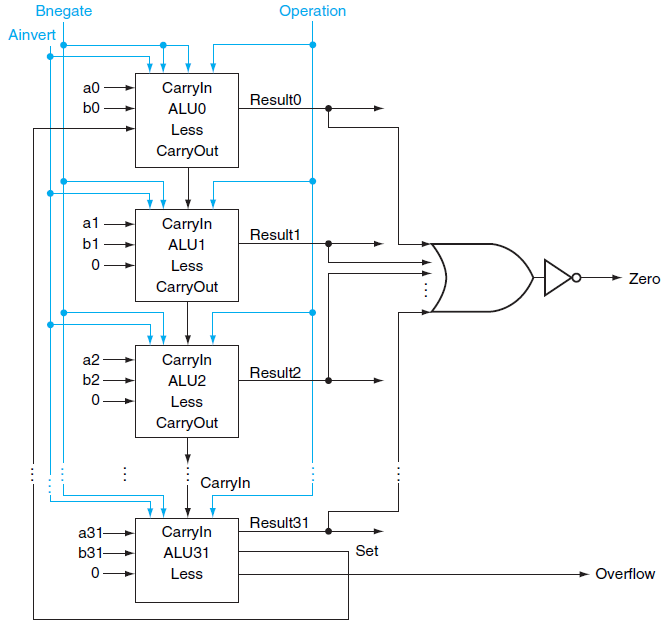 Bnegate
Operation
Ainvert
a0
b0
CarryIn
ALU0
Less
CarryOut
Result0
a1
b1
0
CarryIn
ALU1
Less
CarryOut
Result1
Zero
a2
b2
0
CarryIn
ALU2
Less
CarryOut
Result2
CarryIn
a31
b31
0
CarryIn
ALU31
Less
Result31
Set
Overflow